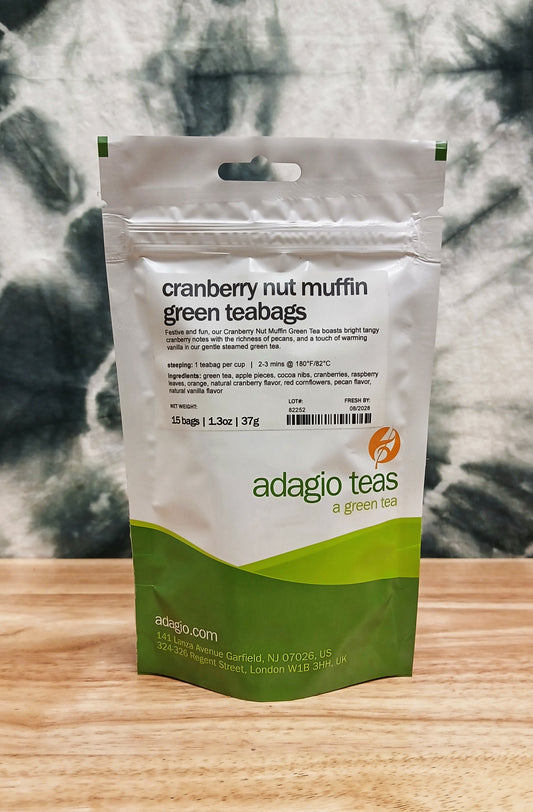 cranberry nut muffin
green teabags
Festive and fun, our Cranberry Nut Muffin Green Tea boasts bright tangy
cranberry notes with the richness of pecans, and a touch of warming
vanilla in our gentle steamed green tea.
steeping: 1 teabag per cup | 2-3 mins @ 180°F/82°C
ingredients: green tea, apple pieces, cocoa nibs, cranberries, raspberry
leaves, orange, natural cranberry flavor, red cornflowers, pecan flavor,
natural vanilla flavor
NET WEIGHT: LOT#: FRESH BY:
82252 08/2028
15 bags | 1.3oz | 37g
adagio teas
a green tea
adagio.com
141 Lanza Avenue Garfield, NJ 07026, US
324-326 Regent Street, London W1B 3HH, UK